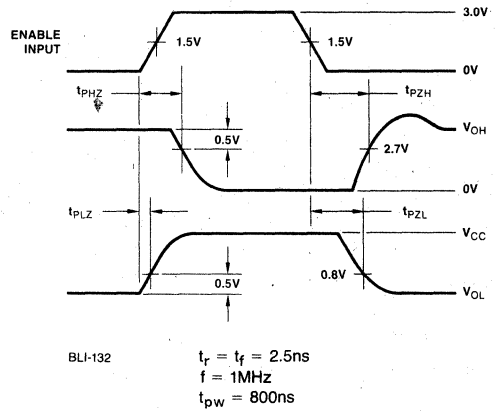 3.0V
ENABLE
INPUT
1.5V
1.5V
0V
tPHZ
tPZH
VOH
0.5V
2.7V
0V
tPLZ
tPZL
VCC
0.8V
0.5V
VOL
BLI-132
tr = tf = 2.5ns
f = 1MHz
tpw = 800ns